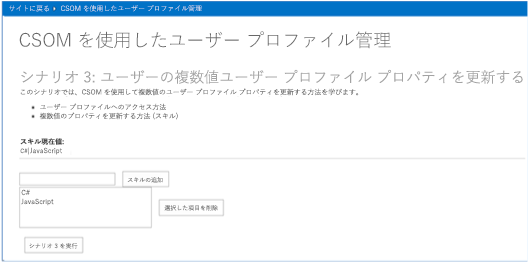 サイトに戻る ▸ CSOM を使用したユーザー プロファイル管理
CSOM を使用したユーザー プロファイル管理
シナリオ 3: ユーザーの複数値ユーザー プロファイル プロパティを更新する
このシナリオでは、CSOM を使用して複数値のユーザー プロファイル プロパティを更新する方法を学びます。
ユーザー プロファイルへのアクセス方法
複数値のプロパティを更新する方法 (スキル)
スキル現在値:
C#|JavaScript
スキルの追加
C#
JavaScript
選択した項目を削除
シナリオ 3 を実行